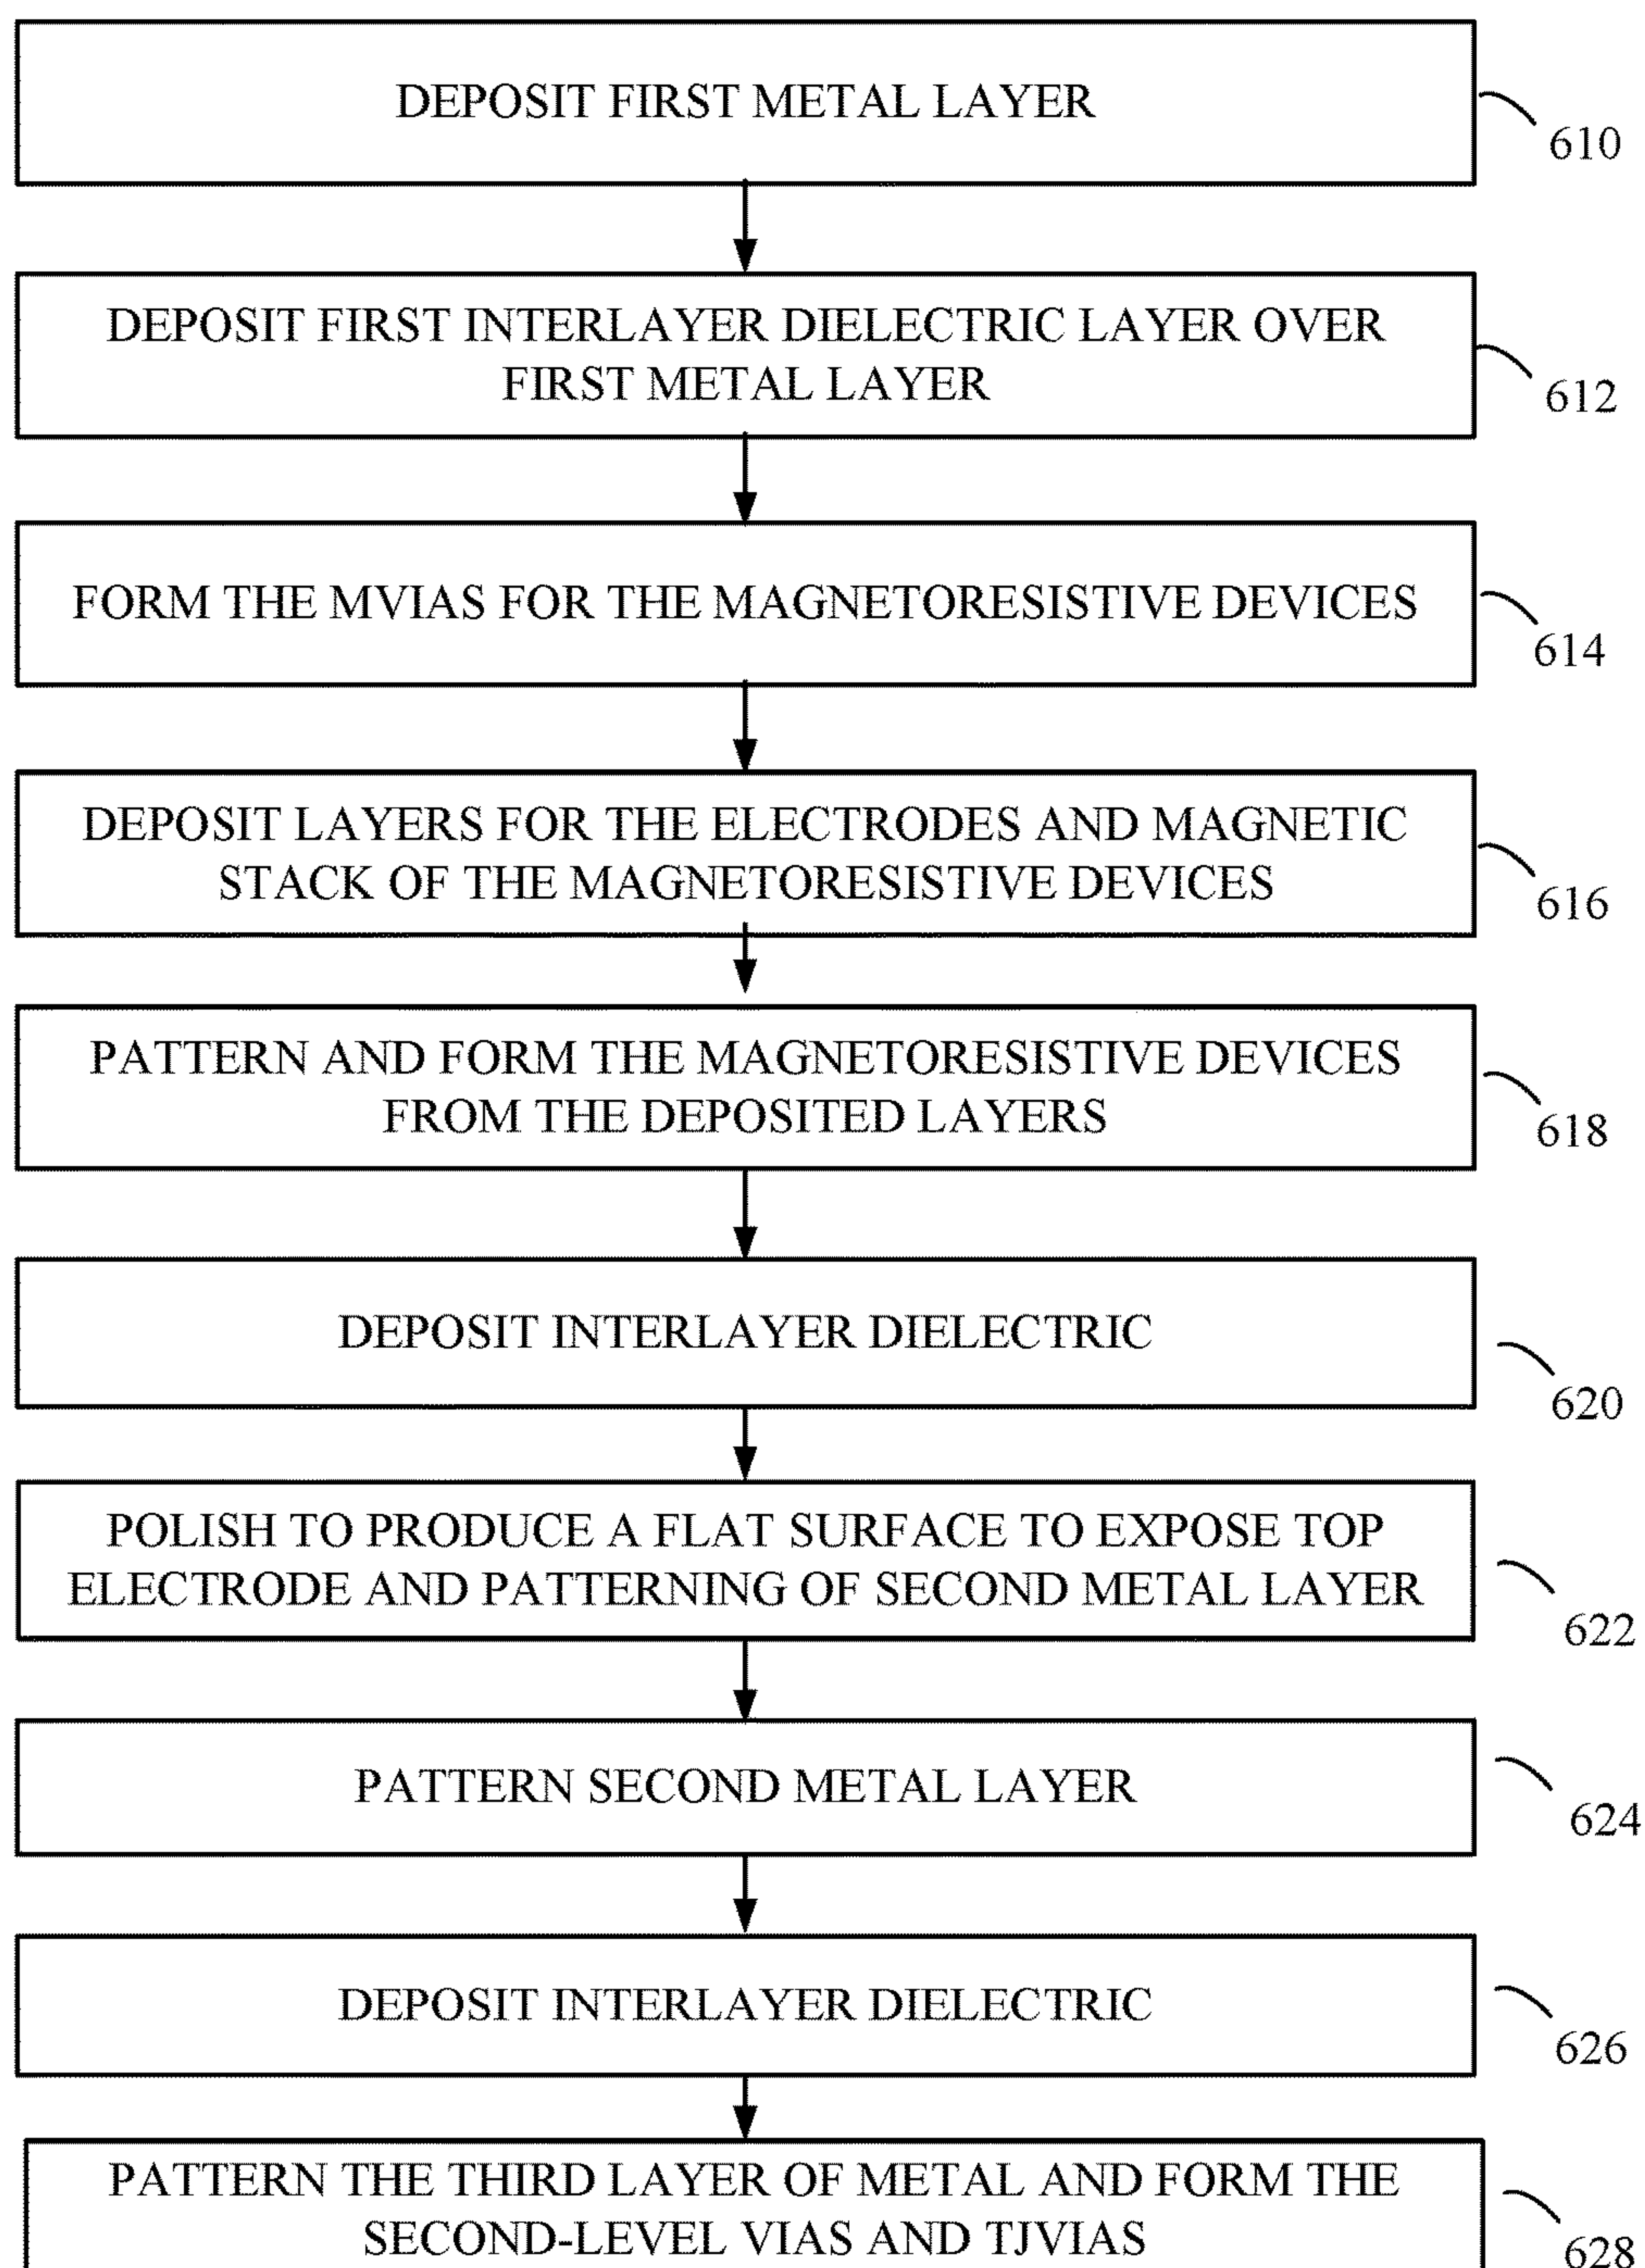 DEPOSIT FIRST METAL LAYER
610
DEPOSIT FIRST INTERLAYER DIELECTRIC LAYER OVER
FIRST METAL LAYER
612
FORM THE MVIAS FOR THE MAGNETORESISTIVE DEVICES
614
DEPOSIT LAYERS FOR THE ELECTRODES AND MAGNETIC
STACK OF THE MAGNETORESISTIVE DEVICES
616
PATTERN AND FORM THE MAGNETORESISTIVE DEVICES
FROM THE DEPOSITED LAYERS
618
DEPOSIT INTERLAYER DIELECTRIC
620
POLISH TO PRODUCE A FLAT SURFACE TO EXPOSE TOP
ELECTRODE AND PATTERNING OF SECOND METAL LAYER
622
PATTERN SECOND METAL LAYER
624
DEPOSIT INTERLAYER DIELECTRIC
626
PATTERN THE THIRD LAYER OF METAL AND FORM THE
SECOND-LEVEL VIAS AND TJVIAS
628